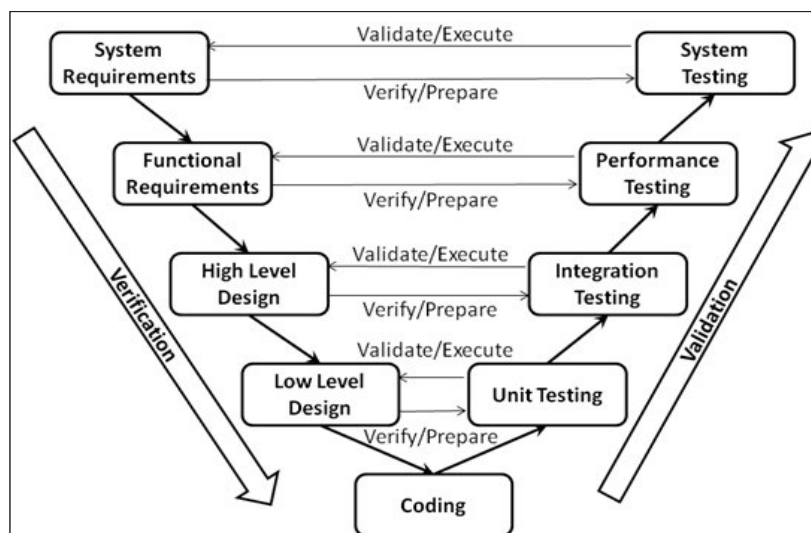 Validate/Execute
System
Requirements
System
Testing
Verify/Prepare
Validate/Execute
Functional
Requirements
Performance
Testing
Verify/Prepare
Validate/Execute
High Level
Design
Integration
Testing
Verify/Prepare
Verification
Validation
Validate/Execute
Low Level
Design
Unit Testing
Verify/Prepare
Coding